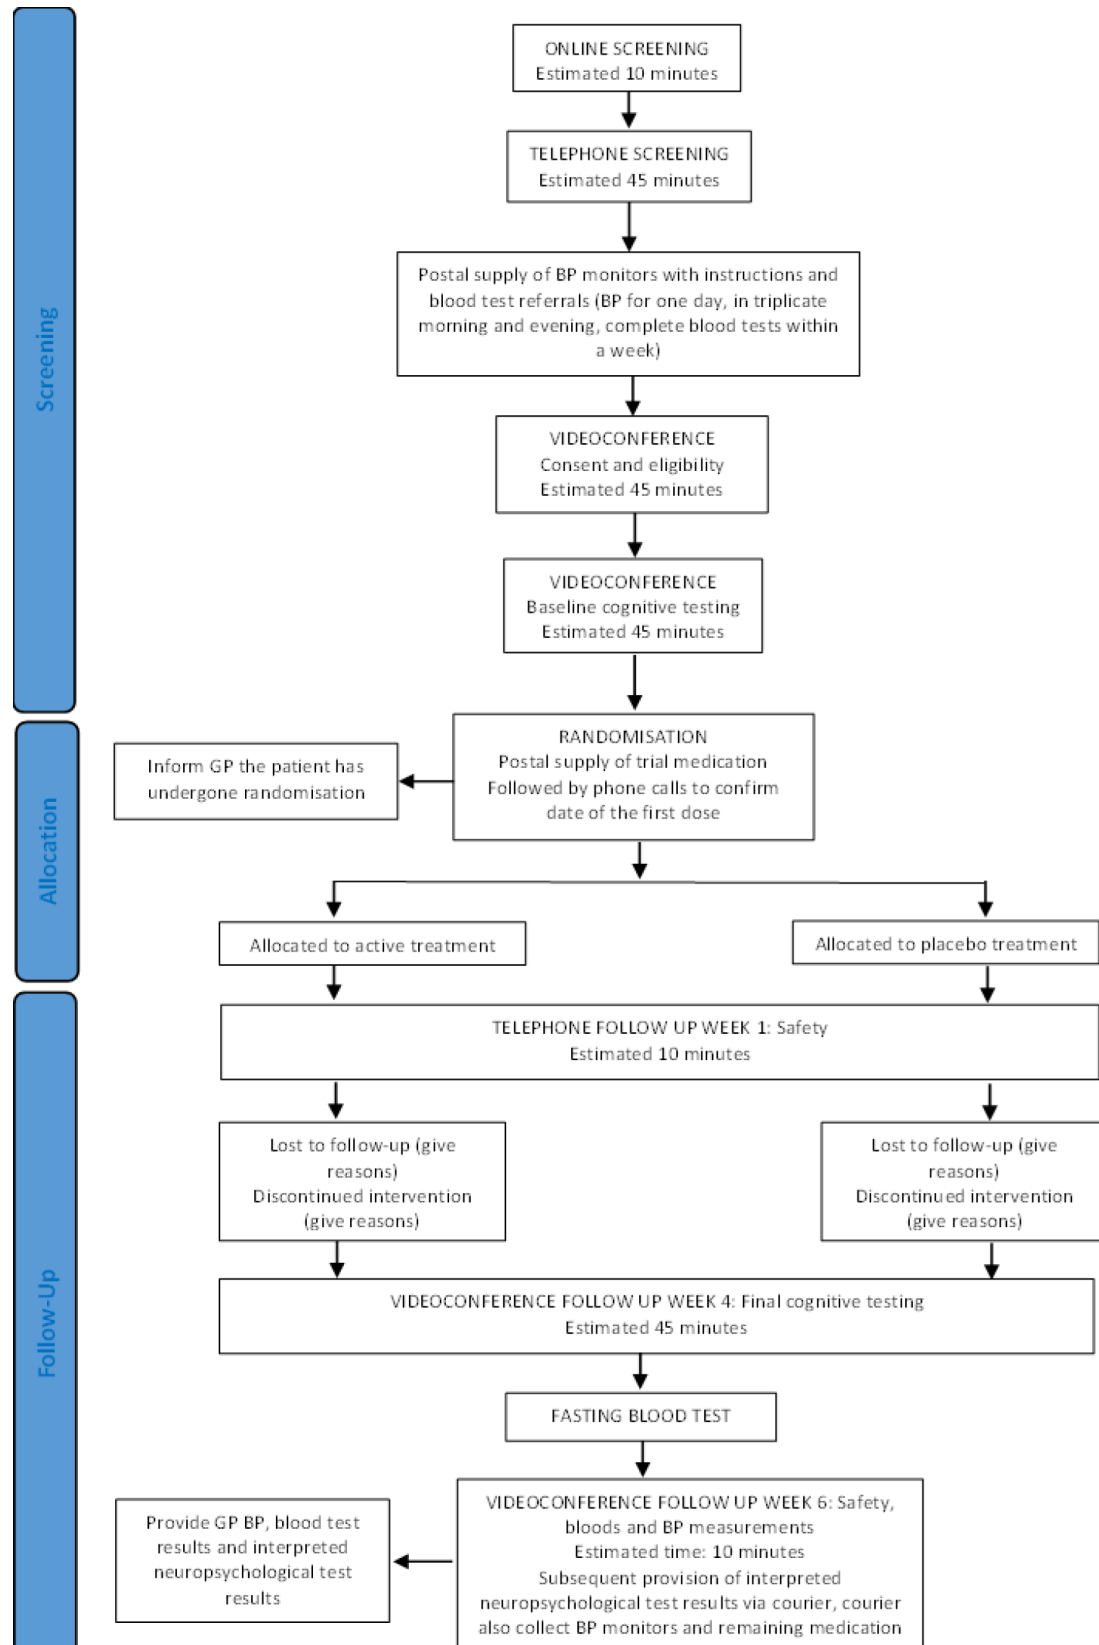 Screening
ONLINE SCREENING
Estimated 10 minutes
TELEPHONE SCREENING
Estimated 45 minutes
Postal supply of BP monitors with instructions and
blood test referrals (BP for one day, in triplicate
morning and evening, complete blood tests within
a week)
VIDEOCONFERENCE
Consent and eligibility
Estimated 45 minutes
VIDEOCONFERENCE
Baseline cognitive testing
Estimated 45 minutes
Allocation
RANDOMISATION
Postal supply of trial medication
Followed by phone calls to confirm
date of the first dose
Inform GP the patient has
undergone randomisation
Allocated to active treatment
Allocated to placebo treatment
Follow-Up
TELEPHONE FOLLOW UP WEEK 1: Safety
Estimated 10 minutes
Lost to follow-up (give
reasons)
Discontinued intervention
(give reasons)
Lost to follow-up (give
reasons)
Discontinued intervention
(give reasons)
VIDEOCONFERENCE FOLLOW UP WEEK 4: Final cognitive testing
Estimated 45 minutes
FASTING BLOOD TEST
VIDEOCONFERENCE FOLLOW UP WEEK 6: Safety,
bloods and BP measurements
Estimated time: 10 minutes
Subsequent provision of interpreted
neuropsychological test results via courier, courier
also collect BP monitors and remaining medication
Provide GP BP, blood test
results and interpreted
neuropsychological test
results